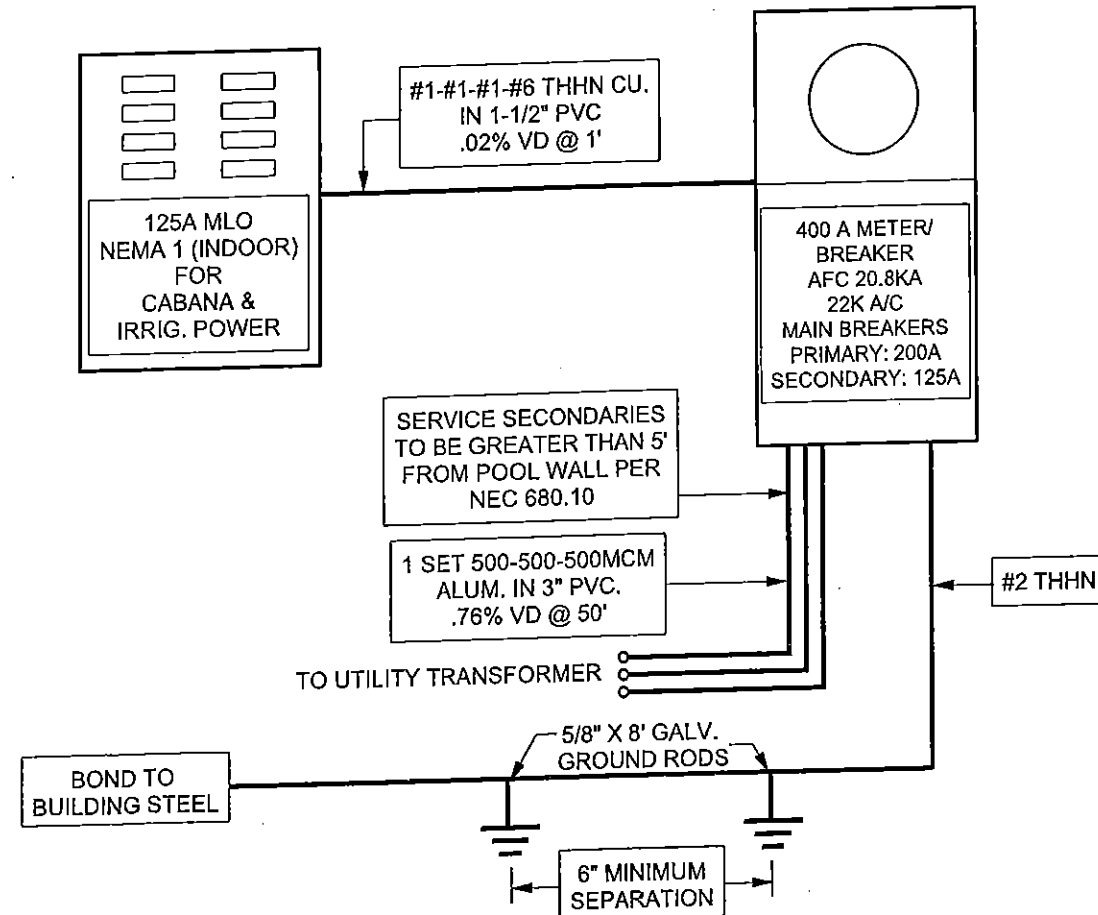 #1-#1-#1-#6 THHN CU.
IN 1-1/2" PVC
.02% VD @ 1'
125A MLO
NEMA 1 (INDOOR)
FOR
CABANA &
IRRIG. POWER
400 A METER/
BREAKER
AFC 20.8KA
22K A/C
MAIN BREAKERS
PRIMARY: 200A
SECONDARY: 125A
SERVICE SECONDARIES
TO BE GREATER THAN 5'
FROM POOL WALL PER
NEC 680.10
1 SET 500-500-500MCM
ALUM. IN 3" PVC.
.76% VD @ 50'
#2 THHN
TO UTILITY TRANSFORMER
5/8" X 8' GALV.
GROUND RODS
BOND TO
BUILDING STEEL
6" MINIMUM
SEPARATION